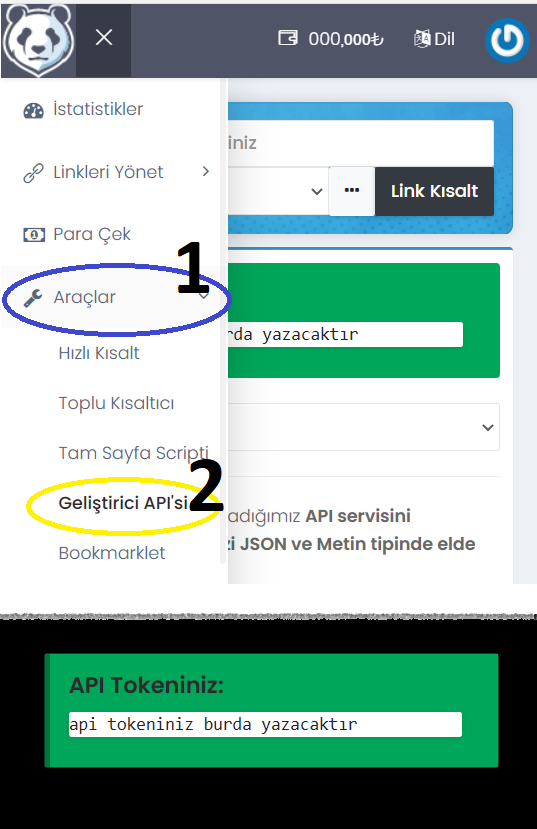 000,000₺ Dil
İstatistikler
iniz
Linkleri Yönet
Link Kısalt
Para Çek
1
Araçlar
rda yazacaktır
Hızlı Kısalt
Toplu Kısaltıcı
Tam Sayfa Scripti
2
Geliştirici API'si
adığımız API servisini
zi JSON ve Metin tipinde elde
Bookmarklet
API Tokeniniz:
api tokeniniz burda yazacaktır